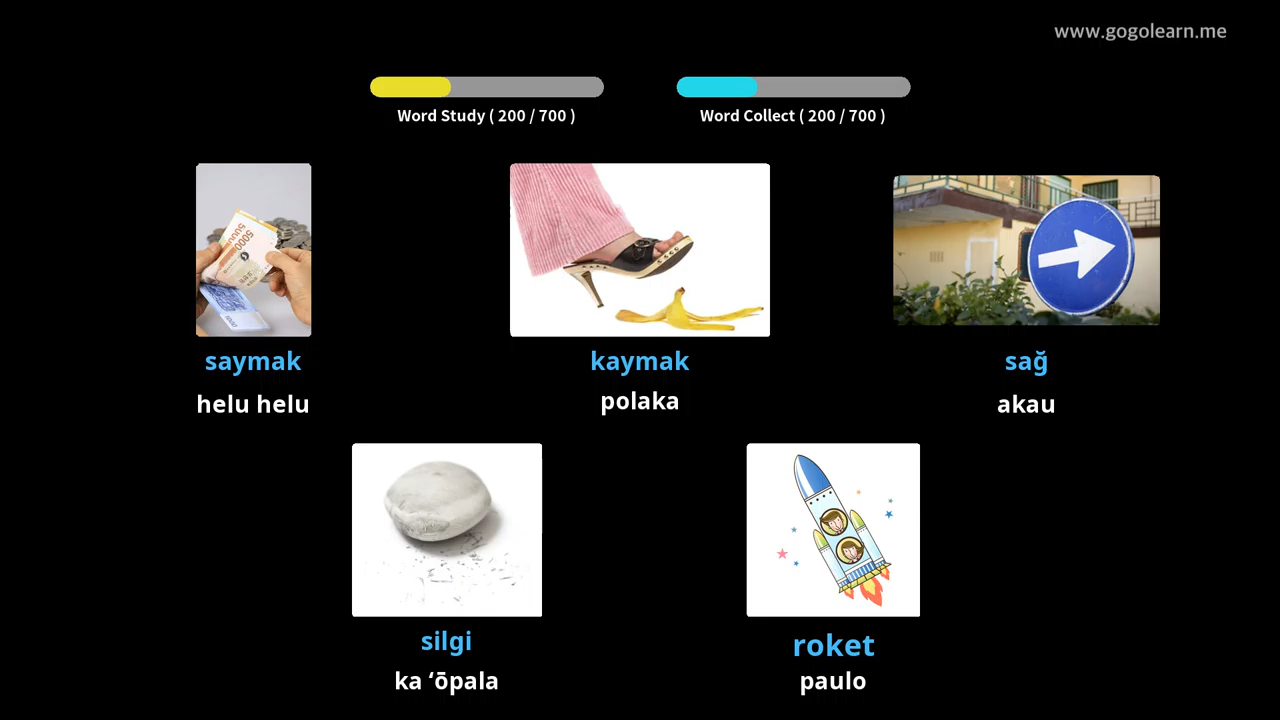 www.gogolearn.me
Word Study ( 200 / 700 )
Word Collect ( 200 / 700 )
saymak
helu helu
kaymak
polaka
sağ
akau
silgi
ka ʻōpala
roket
paulo